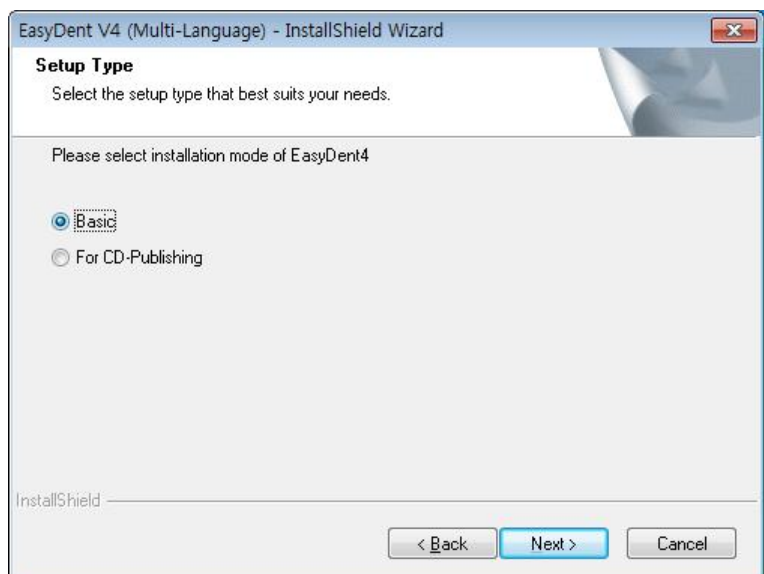 EasyDent V4 (Multi-Language) - InstallShield Wizard
Setup Type
Select the setup type that best suits your needs.
Please select installation mode of EasyDent4
Basic
For CD-Publishing
InstallShield
< Back Next > Cancel